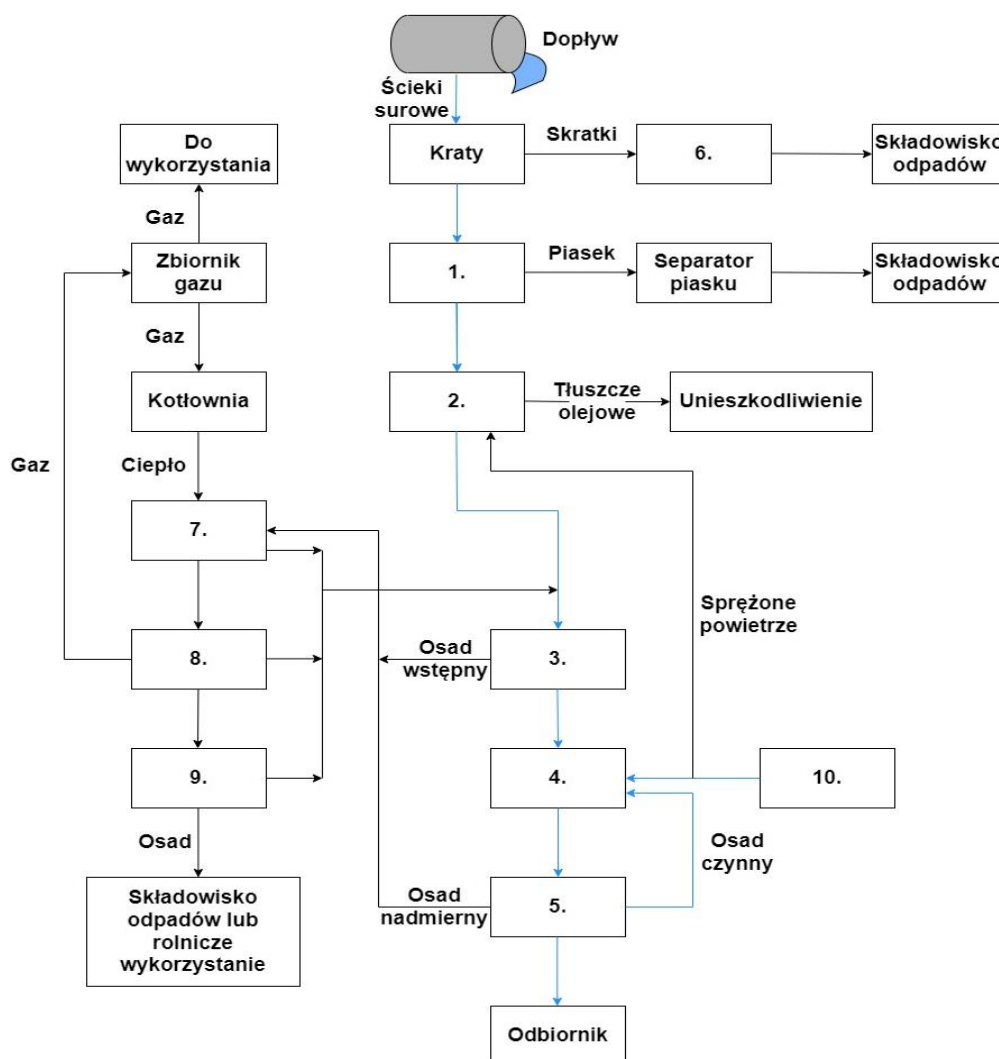 Dopływ
Ścieki
surowe
Kraty
Skratki
6.
Składowisko
odpadów
Do
wykorzystania
Gaz
Zbiornik
gazu
1.
Piasek
Separator
piasku
Składowisko
odpadów
Gaz
Kotłownia
2.
Tłuszcze
olejowe
Unieszkodliwienie
Gaz
Ciepło
7.
Sprężone
powietrze
8.
Osad
wstępny
3.
9.
4.
10.
Osad
Osad
czynny
Składowisko
odpadów lub
rolnicze
wykorzystanie
Osad
nadmierny
5.
Odbiornik